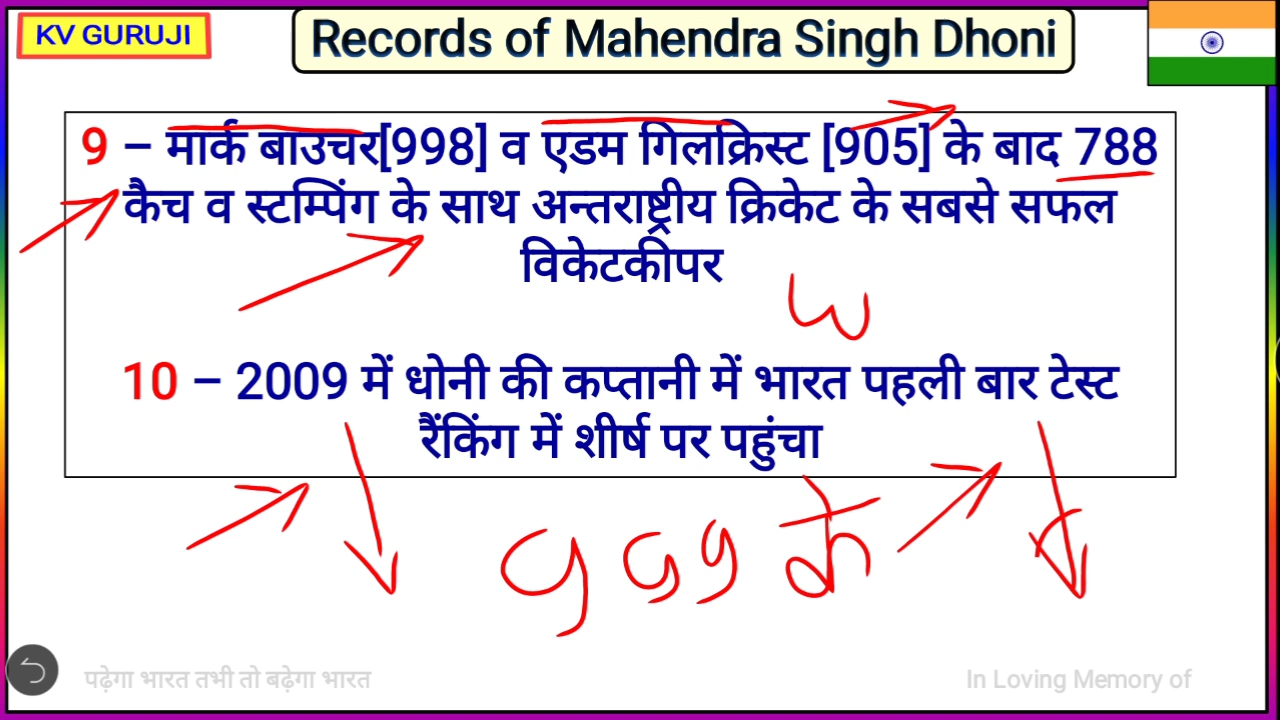 KV GURUJI
Records of Mahendra Singh Dhoni
9 – मार्क बाउचर[998] व एडम गिलक्रिस्ट [905] के बाद 788
कैच व स्टम्पिंग के साथ अन्तराष्ट्रीय क्रिकेट के सबसे सफल
विकेटकीपर
10 – 2009 में धोनी की कप्तानी में भारत पहली बार टेस्ट
रैंकिंग में शीर्ष पर पहुंचा
पढ़ेगा भारत तभी तो बढ़ेगा भारत
In Loving Memory of